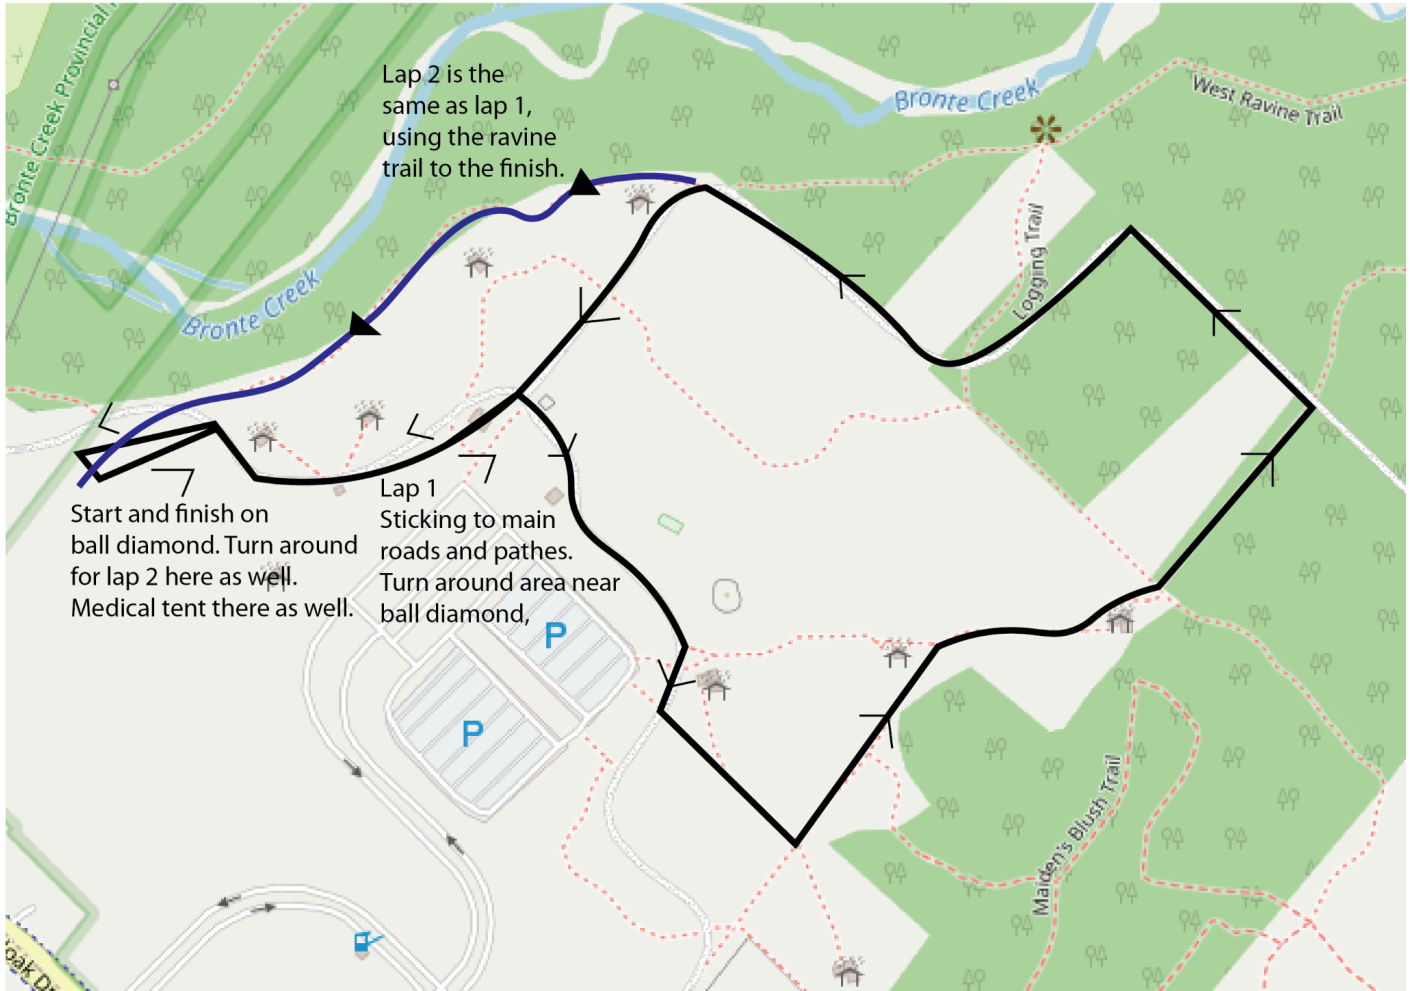 Bronte Creek Provincial
Lap 2 is the
same as lap 1,
using the ravine
trail to the finish.
Bronte Creek
West Ravine Trail
Logging Trail
Bronte Creek
Lap 1
Sticking to main
roads and pathes.
Turn around area near
ball diamond,
Start and finish on
ball diamond. Turn around
for lap 2 here as well.
Medical tent there as well.
P
P
Maiden's Blush Trail